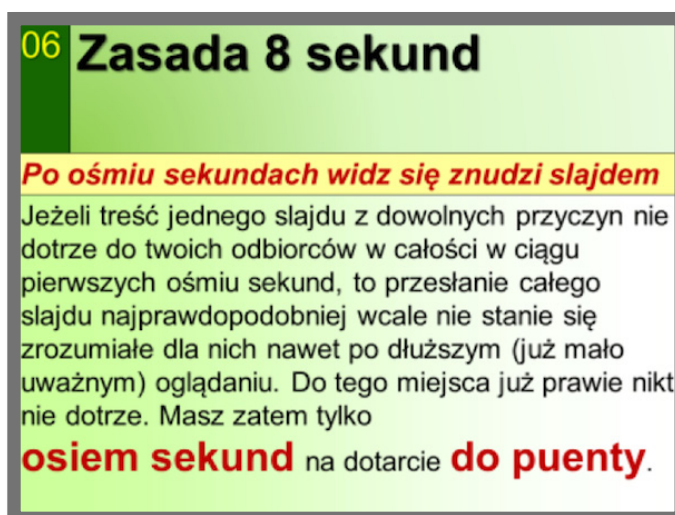 06 Zasada 8 sekund
Po ośmiu sekundach widz się znudzi slajdem
Jeżeli treść jednego slajdu z dowolnych przyczyn nie
dotrze do twoich odbiorców w całości w ciągu
pierwszych ośmiu sekund, to przesłanie całego
slajdu najprawdopodobniej wcale nie stanie się
zrozumiałe dla nich nawet po dłuższym (już mało
uważnym) oglądaniu. Do tego miejsca już prawie nikt
nie dotrze. Masz zatem tylko
osiem sekund na dotarcie do puenty.